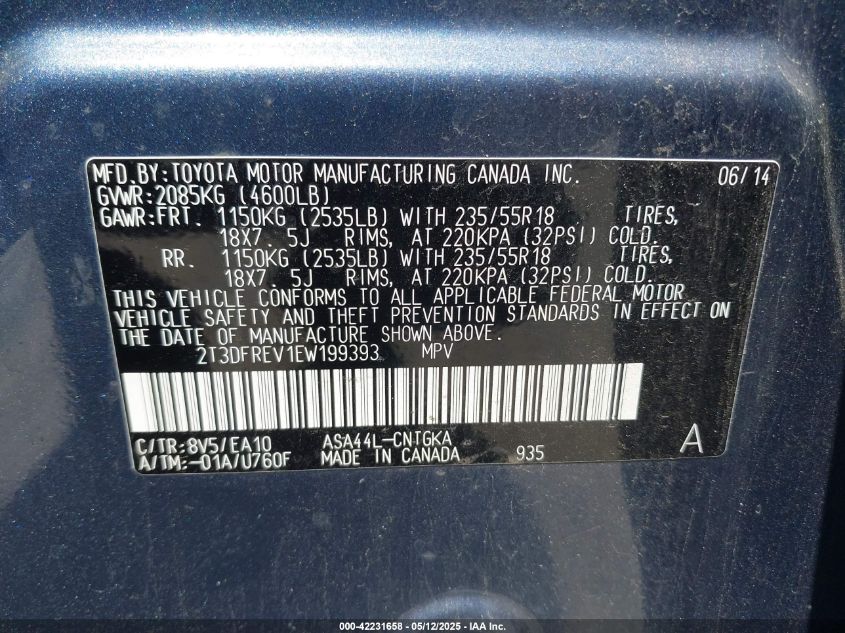 MFD.BY:TOYOTA MOTOR MANUFACTURING CANADA INC. 06/14
GVWR:2085KG (4600LB)
GAWR:FRT. 1150KG (2535LB) WITH 235/55R18 TIRES,
18X7.5J RIMS, AT 220KPA (32PSI) COLD.
RR. 1150KG (2535LB) WITH 235/55R18 TIRES,
18X7.5J RIMS, AT 220KPA (32PSI) COLD.
THIS VEHICLE CONFORMS TO ALL APPLICABLE FEDERAL MOTOR
VEHICLE SAFETY AND THEFT PREVENTION STANDARDS IN EFFECT ON
THE DATE OF MANUFACTURE SHOWN ABOVE.
2T3DFREV1EW199393 MPV
C/TR:8V5/EA10 ASA44L-CNTGKA A
A/TM:-01A/U760F MADE IN CANADA 935
000-42231658 - 05/12/2025 - IAA Inc.